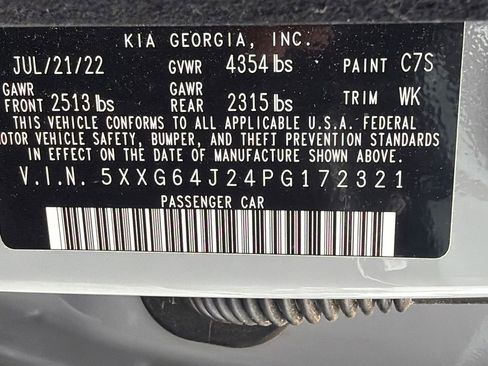 KIA GEORGIA, INC.
JUL/21/22 GVWR 4354 lbs PAINT C7S
GAWR GAWR
FRONT 2513 lbs REAR 2315 lbs TRIM WK
THIS VEHICLE CONFORMS TO ALL APPLICABLE U.S.A. FEDERAL
MOTOR VEHICLE SAFETY, BUMPER, AND THEFT PREVENTION STANDARDS
IN EFFECT ON THE DATE OF MANUFACTURE SHOWN ABOVE.
V.I.N. 5XXG64J24PG172321
PASSENGER CAR